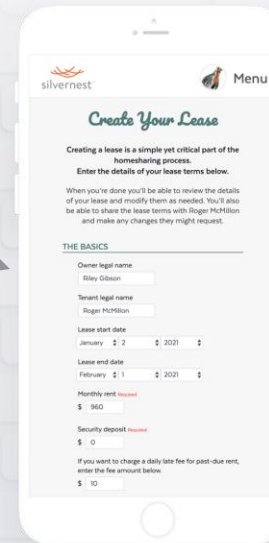 silvernest
Menu
Create Your Lease
Creating a lease is a simple yet critical part of the
homesharing process.
Enter the details of your lease terms below.
When you're done you'll be able to review the details
of your lease and modify them as needed. You'll also
be able to share the lease terms with Roger McMillon
and make any changes they might request.
THE BASICS
Owner legal name
Riley Gibson
Tenant legal name
Roger McMillon
Lease start date
January 2 2021
Lease end date
February 1 2021
Monthly rent Required
$ 960
Security deposit Required
$ 0
If you want to charge a daily late fee for past-due rent,
enter the fee amount below.
$ 10